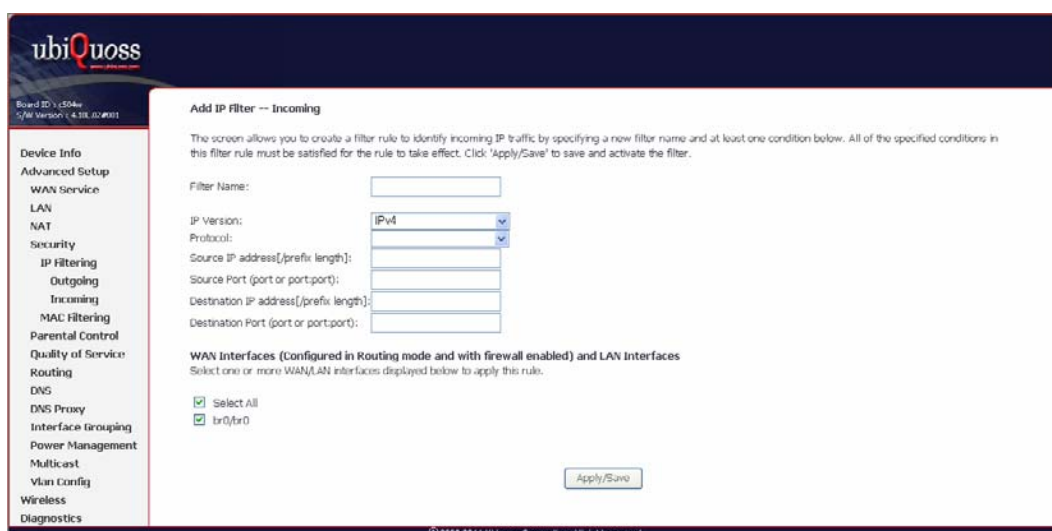 ubiQuoss
Board ID : c504w
S/W Version : 4.10L.02#001
Device Info
Advanced Setup
WAN Service
LAN
NAT
Security
IP Filtering
Outgoing
Incoming
MAC Filtering
Parental Control
Quality of Service
Routing
DNS
DNS Proxy
Interface Grouping
Power Management
Multicast
Vlan Config
Wireless
Diagnostics
Add IP Filter -- Incoming
The screen allows you to create a filter rule to identify incoming IP traffic by specifying a new filter name and at least one condition below. All of the specified conditions in
this filter rule must be satisfied for the rule to take effect. Click 'Apply/Save' to save and activate the filter.
Filter Name:
IP Version: IPv4
Protocol:
Source IP address[/prefix length]:
Source Port (port or port:port):
Destination IP address[/prefix length]:
Destination Port (port or port:port):
WAN Interfaces (Configured in Routing mode and with firewall enabled) and LAN Interfaces
Select one or more WAN/LAN interfaces displayed below to apply this rule.
Select All
br0/br0
Apply/Save